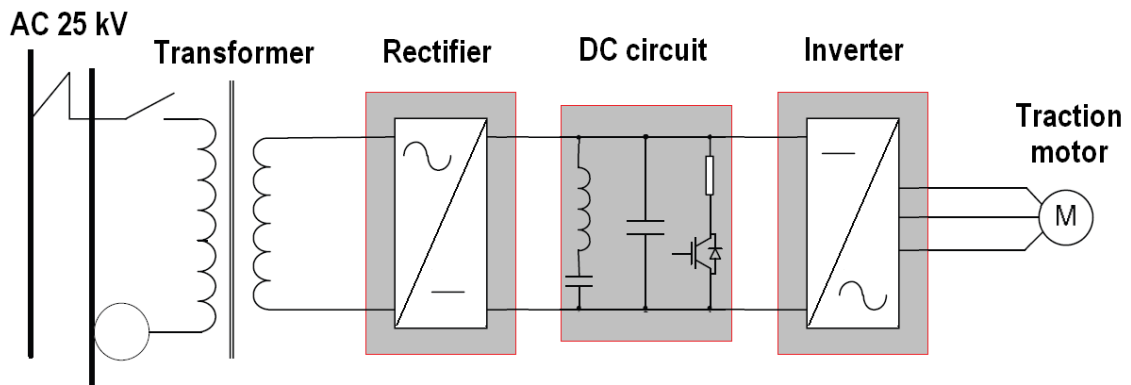 AC 25 kV
Transformer
Rectifier
DC circuit
Inverter
Traction
motor
M